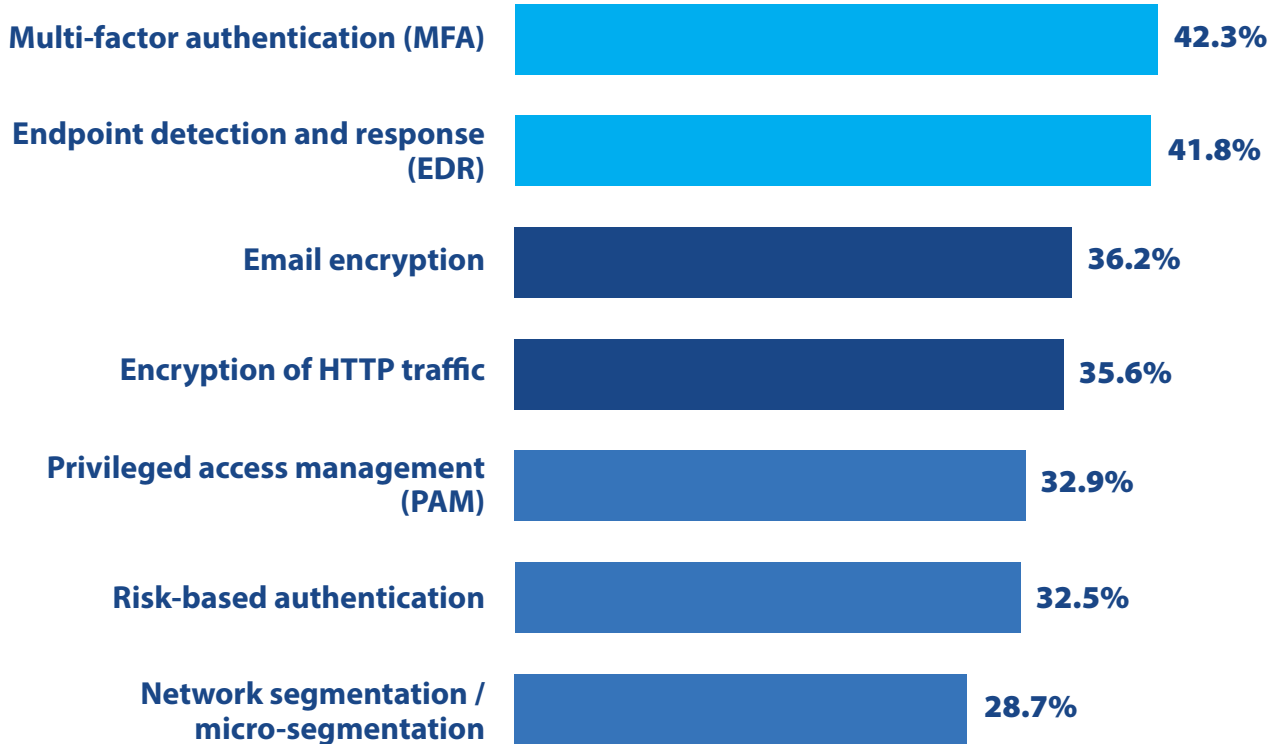 Multi-factor authentication (MFA) 42.3%
Endpoint detection and response
(EDR) 41.8%
Email encryption 36.2%
Encryption of HTTP traffic 35.6%
Privileged access management
(PAM) 32.9%
Risk-based authentication 32.5%
Network segmentation /
micro-segmentation 28.7%